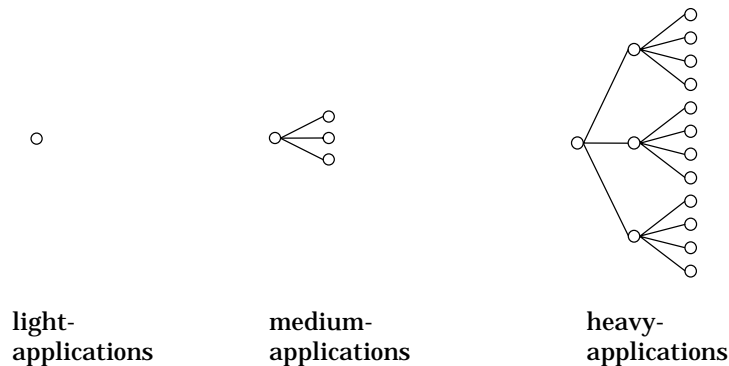 light-
applications
medium-
applications
heavy-
applications